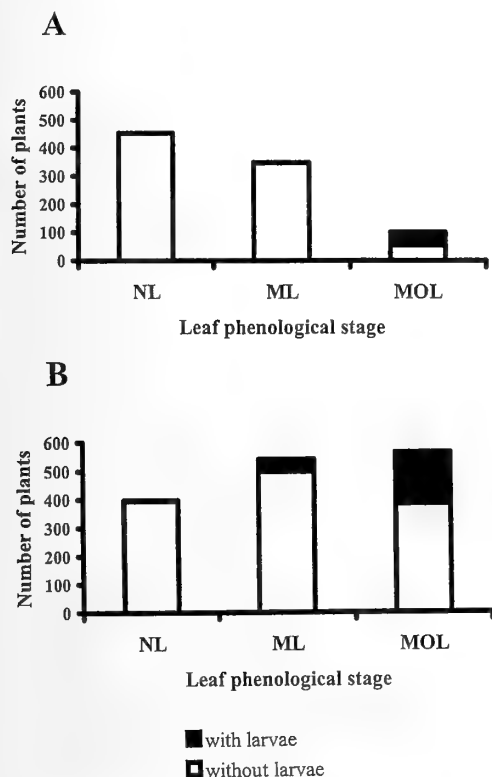 A
Number of plants
600
500
400
300
200
100
0
NL ML MOL
Leaf phenological stage
B
Number of plants
600
500
400
300
200
100
0
NL ML MOL
Leaf phenological stage
with larvae
without larvae